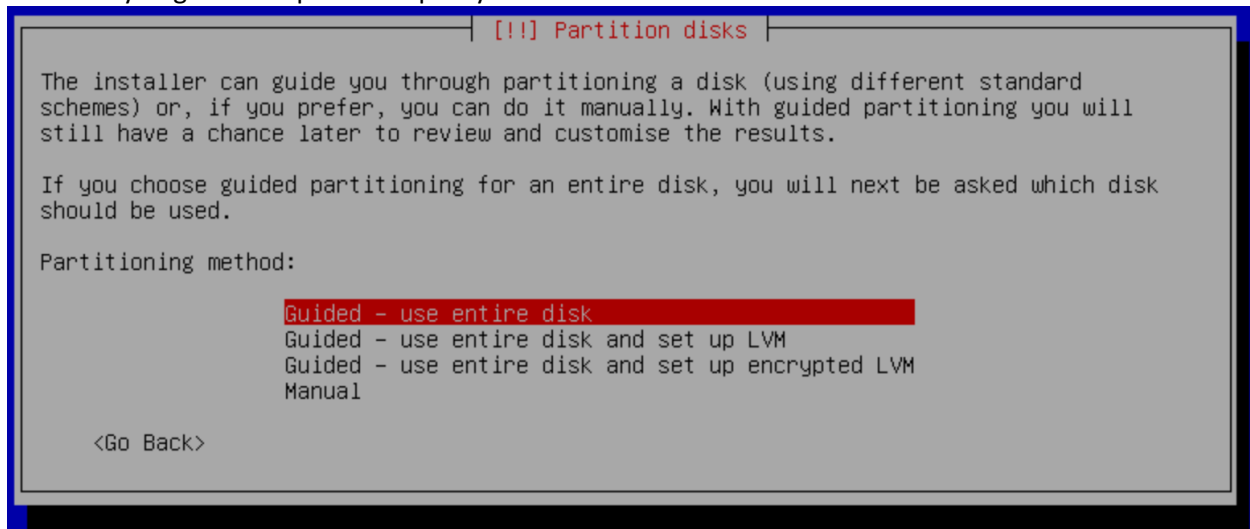 [!!] Partition disks
The installer can guide you through partitioning a disk (using different standard
schemes) or, if you prefer, you can do it manually. With guided partitioning you will
still have a chance later to review and customise the results.
If you choose guided partitioning for an entire disk, you will next be asked which disk
should be used.
Partitioning method:
Guided – use entire disk
Guided – use entire disk and set up LVM
Guided – use entire disk and set up encrypted LVM
Manual
<Go Back>